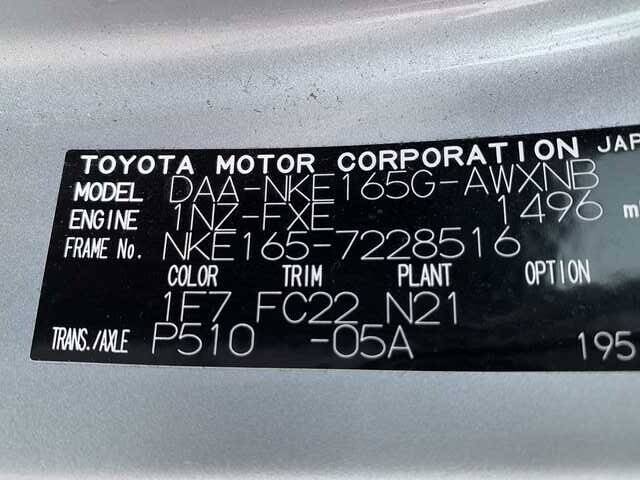 TOYOTA MOTOR CORPORATION JAP
MODEL DAA-NKE165G-AWXNB
ENGINE 1NZ-FXE 1496 m
FRAME No. NKE165-7228516
COLOR TRIM PLANT OPTION
1F7 FC22 N21
TRANS./AXLE P510 -05A 195